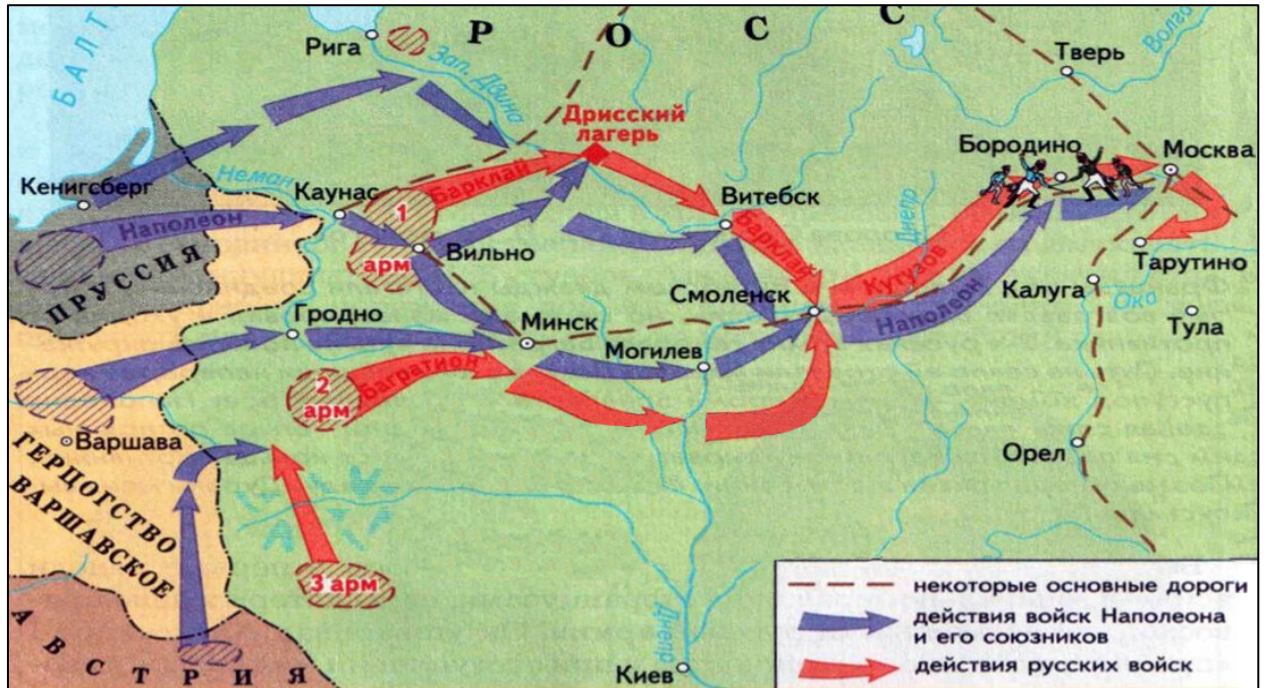 Р О С С
БАЛТ
Рига
Зап. Двина
Тверь
Волга
Дрисский
лагерь
Бородино
Москва
Кенигсберг
Неман
Каунас
Барклай
Витебск
Днепр
Наполеон
1
арм
Вильно
Барклай
Кутузов
Тарутино
ПРУССИЯ
Смоленск
Наполеон
Калуга
Ока
Гродно
Минск
Могилев
Тула
2
арм
Багратион
Варшава
Орел
ГЕРЦОГСТВО
ВАРШАВСКОЕ
3 арм
АВСТРИЯ
Днепр
Киев
некоторые основные дороги
действия войск Наполеона
и его союзников
действия русских войск